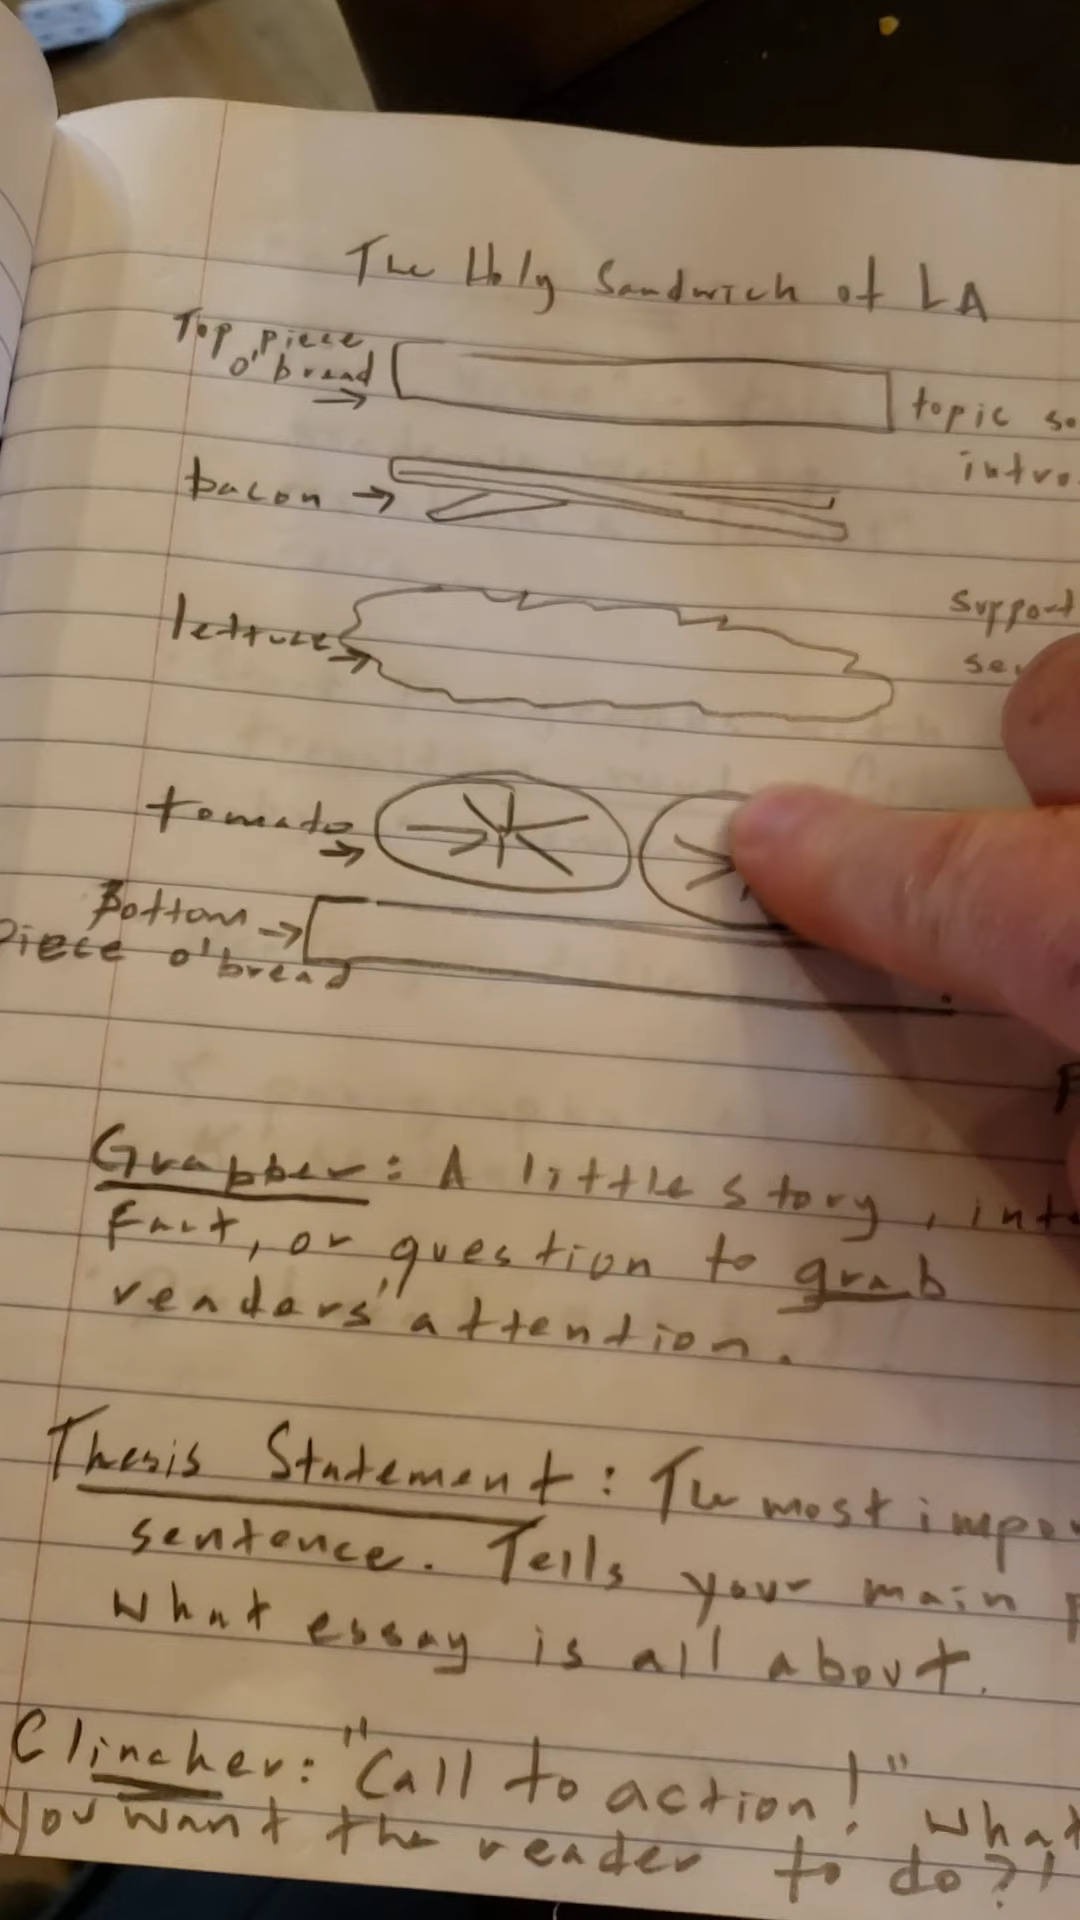 The Holy Sandwich of LA
Top piece
o' bread
topic
intro
bacon
lettuce
support
tomato
Bottom
Piece o' bread
Grabber: A little story,
Fact, or question to grab
readers' attention.
Thesis Statement: The most
sentence. Tells your main
What essay is all about.
Clincher: "Call to action!" What
you want the reader to do?!